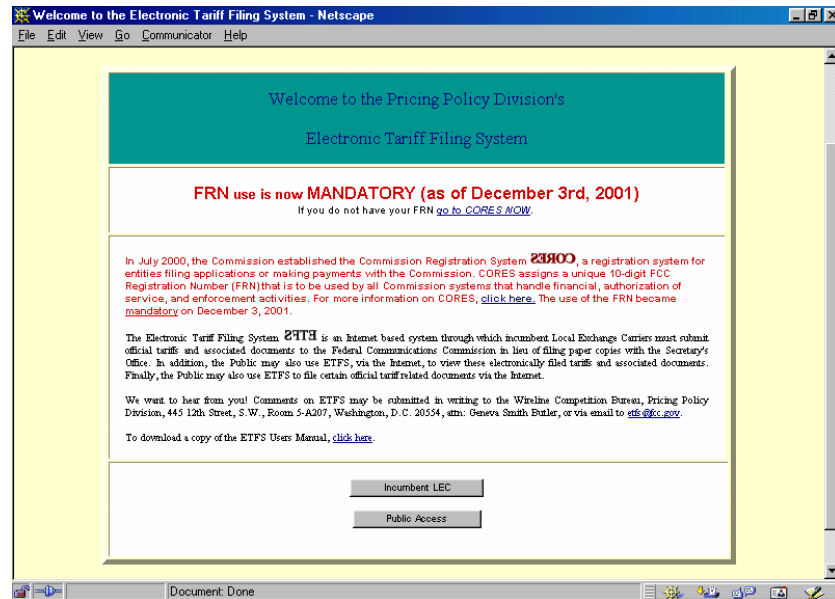 Welcome to the Electronic Tariff Filing System - Netscape
File Edit View Go Communicator Help
Welcome to the Pricing Policy Division's
Electronic Tariff Filing System
FRN use is now MANDATORY (as of December 3rd, 2001)
If you do not have your FRN go to CORES NOW.
In July 2000, the Commission established the Commission Registration System CORES, a registration system for
entities filing applications or making payments with the Commission. CORES assigns a unique 10-digit FCC
Registration Number (FRN)that is to be used by all Commission systems that handle financial, authorization of
service, and enforcement activities. For more information on CORES, click here. The use of the FRN became
mandatory on December 3, 2001.
The Electronic Tariff Filing System ETFS is an Internet based system through which incumbent Local Exchange Carriers must submit
official tariffs and associated documents to the Federal Communications Commission in lieu of filing paper copies with the Secretary's
Office. In addition, the Public may also use ETFS, via the Internet, to view these electronically filed tariffs and associated documents.
Finally, the Public may also use ETFS to file certain official tariff related documents via the Internet.
We want to hear from you! Comments on ETFS may be submitted in writing to the Wireline Competition Bureau, Pricing Policy
Division, 445 12th Street, S.W., Room 5-A207, Washington, D.C. 20554, attn: Geneva Smith Butler, or via email to etfs@fcc.gov.
To download a copy of the ETFS Users Manual, click here.
Incumbent LEC
Public Access
Document: Done